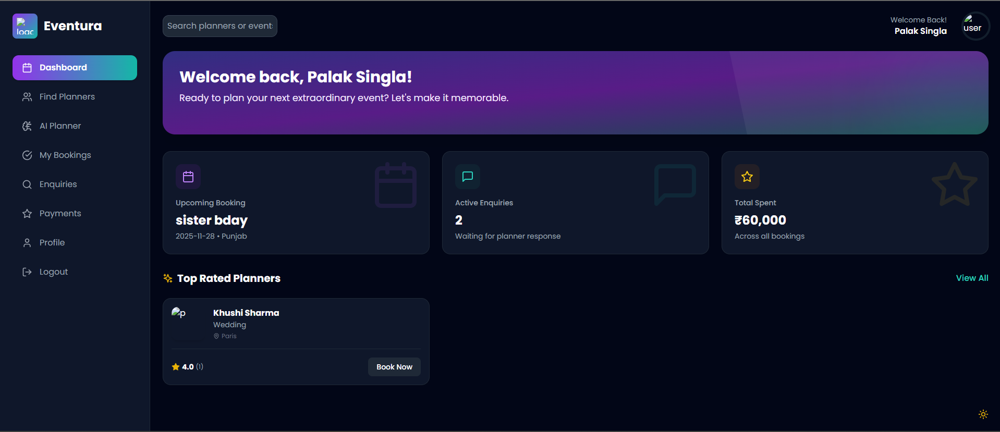 logo
Eventura
Dashboard
Find Planners
AI Planner
My Bookings
Enquiries
Payments
Profile
Logout
Search planners or event
Welcome Back!
Palak Singla
user
Welcome back, Palak Singla!
Ready to plan your next extraordinary event? Let's make it memorable.
Upcoming Booking
sister bday
2025-11-28 • Punjab
Active Enquiries
2
Waiting for planner response
Total Spent
₹60,000
Across all bookings
Top Rated Planners
View All
p
Khushi Sharma
Wedding
Paris
4.0 (1)
Book Now